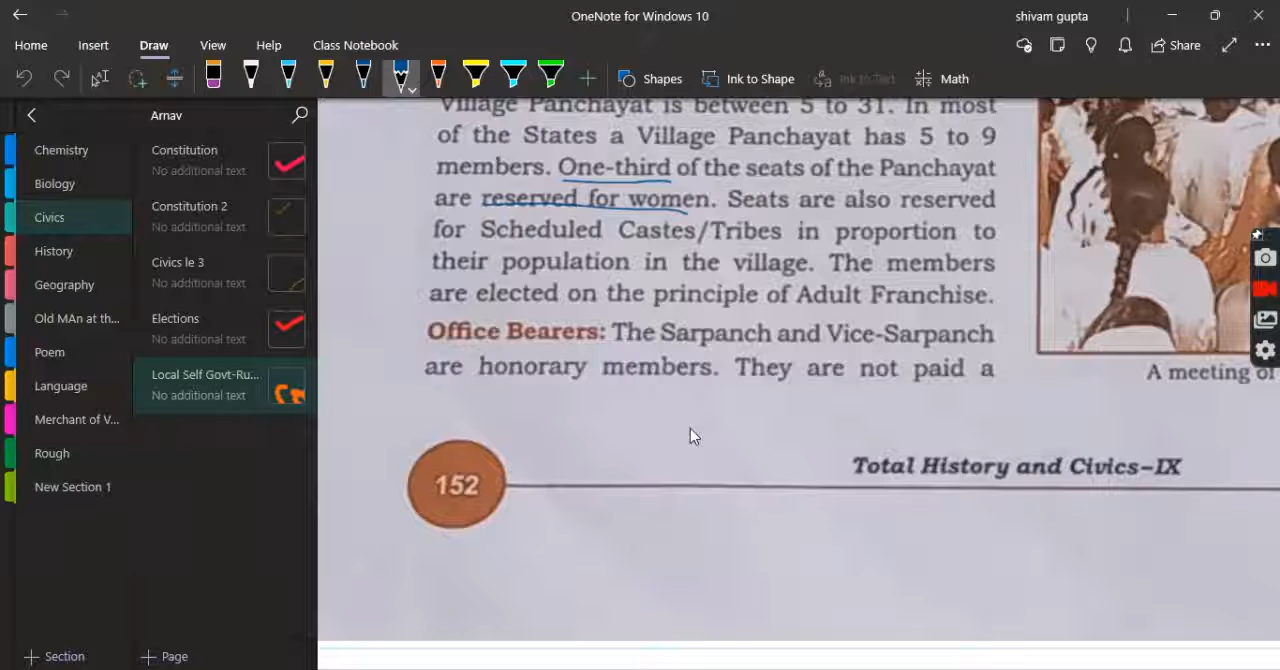 OneNote for Windows 10
shivam gupta
Home
Insert
Draw
View
Help
Class Notebook
Share
Shapes
Ink to Shape
Ink to Text
Math
Arnav
Chemistry
Biology
Civics
History
Geography
Old MAn at th...
Poem
Language
Merchant of V...
Rough
New Section 1
Section
Constitution
No additional text
Constitution 2
No additional text
Civics le 3
No additional text
Elections
No additional text
Local Self Govt-Ru...
No additional text
Page
Village Panchayat is between 5 to 31. In most
of the States a Village Panchayat has 5 to 9
members. One-third of the seats of the Panchayat
are reserved for women. Seats are also reserved
for Scheduled Castes/Tribes in proportion to
their population in the village. The members
are elected on the principle of Adult Franchise.
Office Bearers: The Sarpanch and Vice-Sarpanch
are honorary members. They are not paid a
A meeting of
152
Total History and Civics-IX